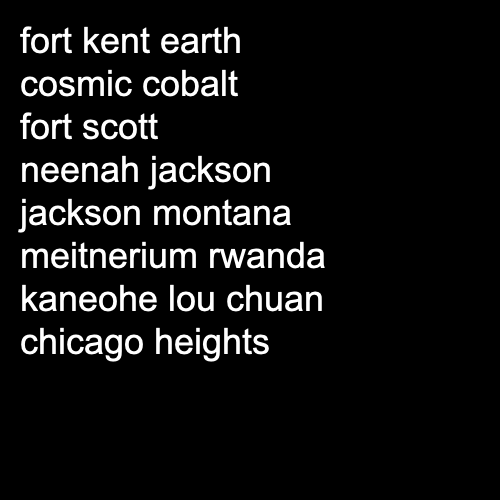 fort kent earth
cosmic cobalt
fort scott
neenah jackson
jackson montana
meitnerium rwanda
kaneohe lou chuan
chicago heights